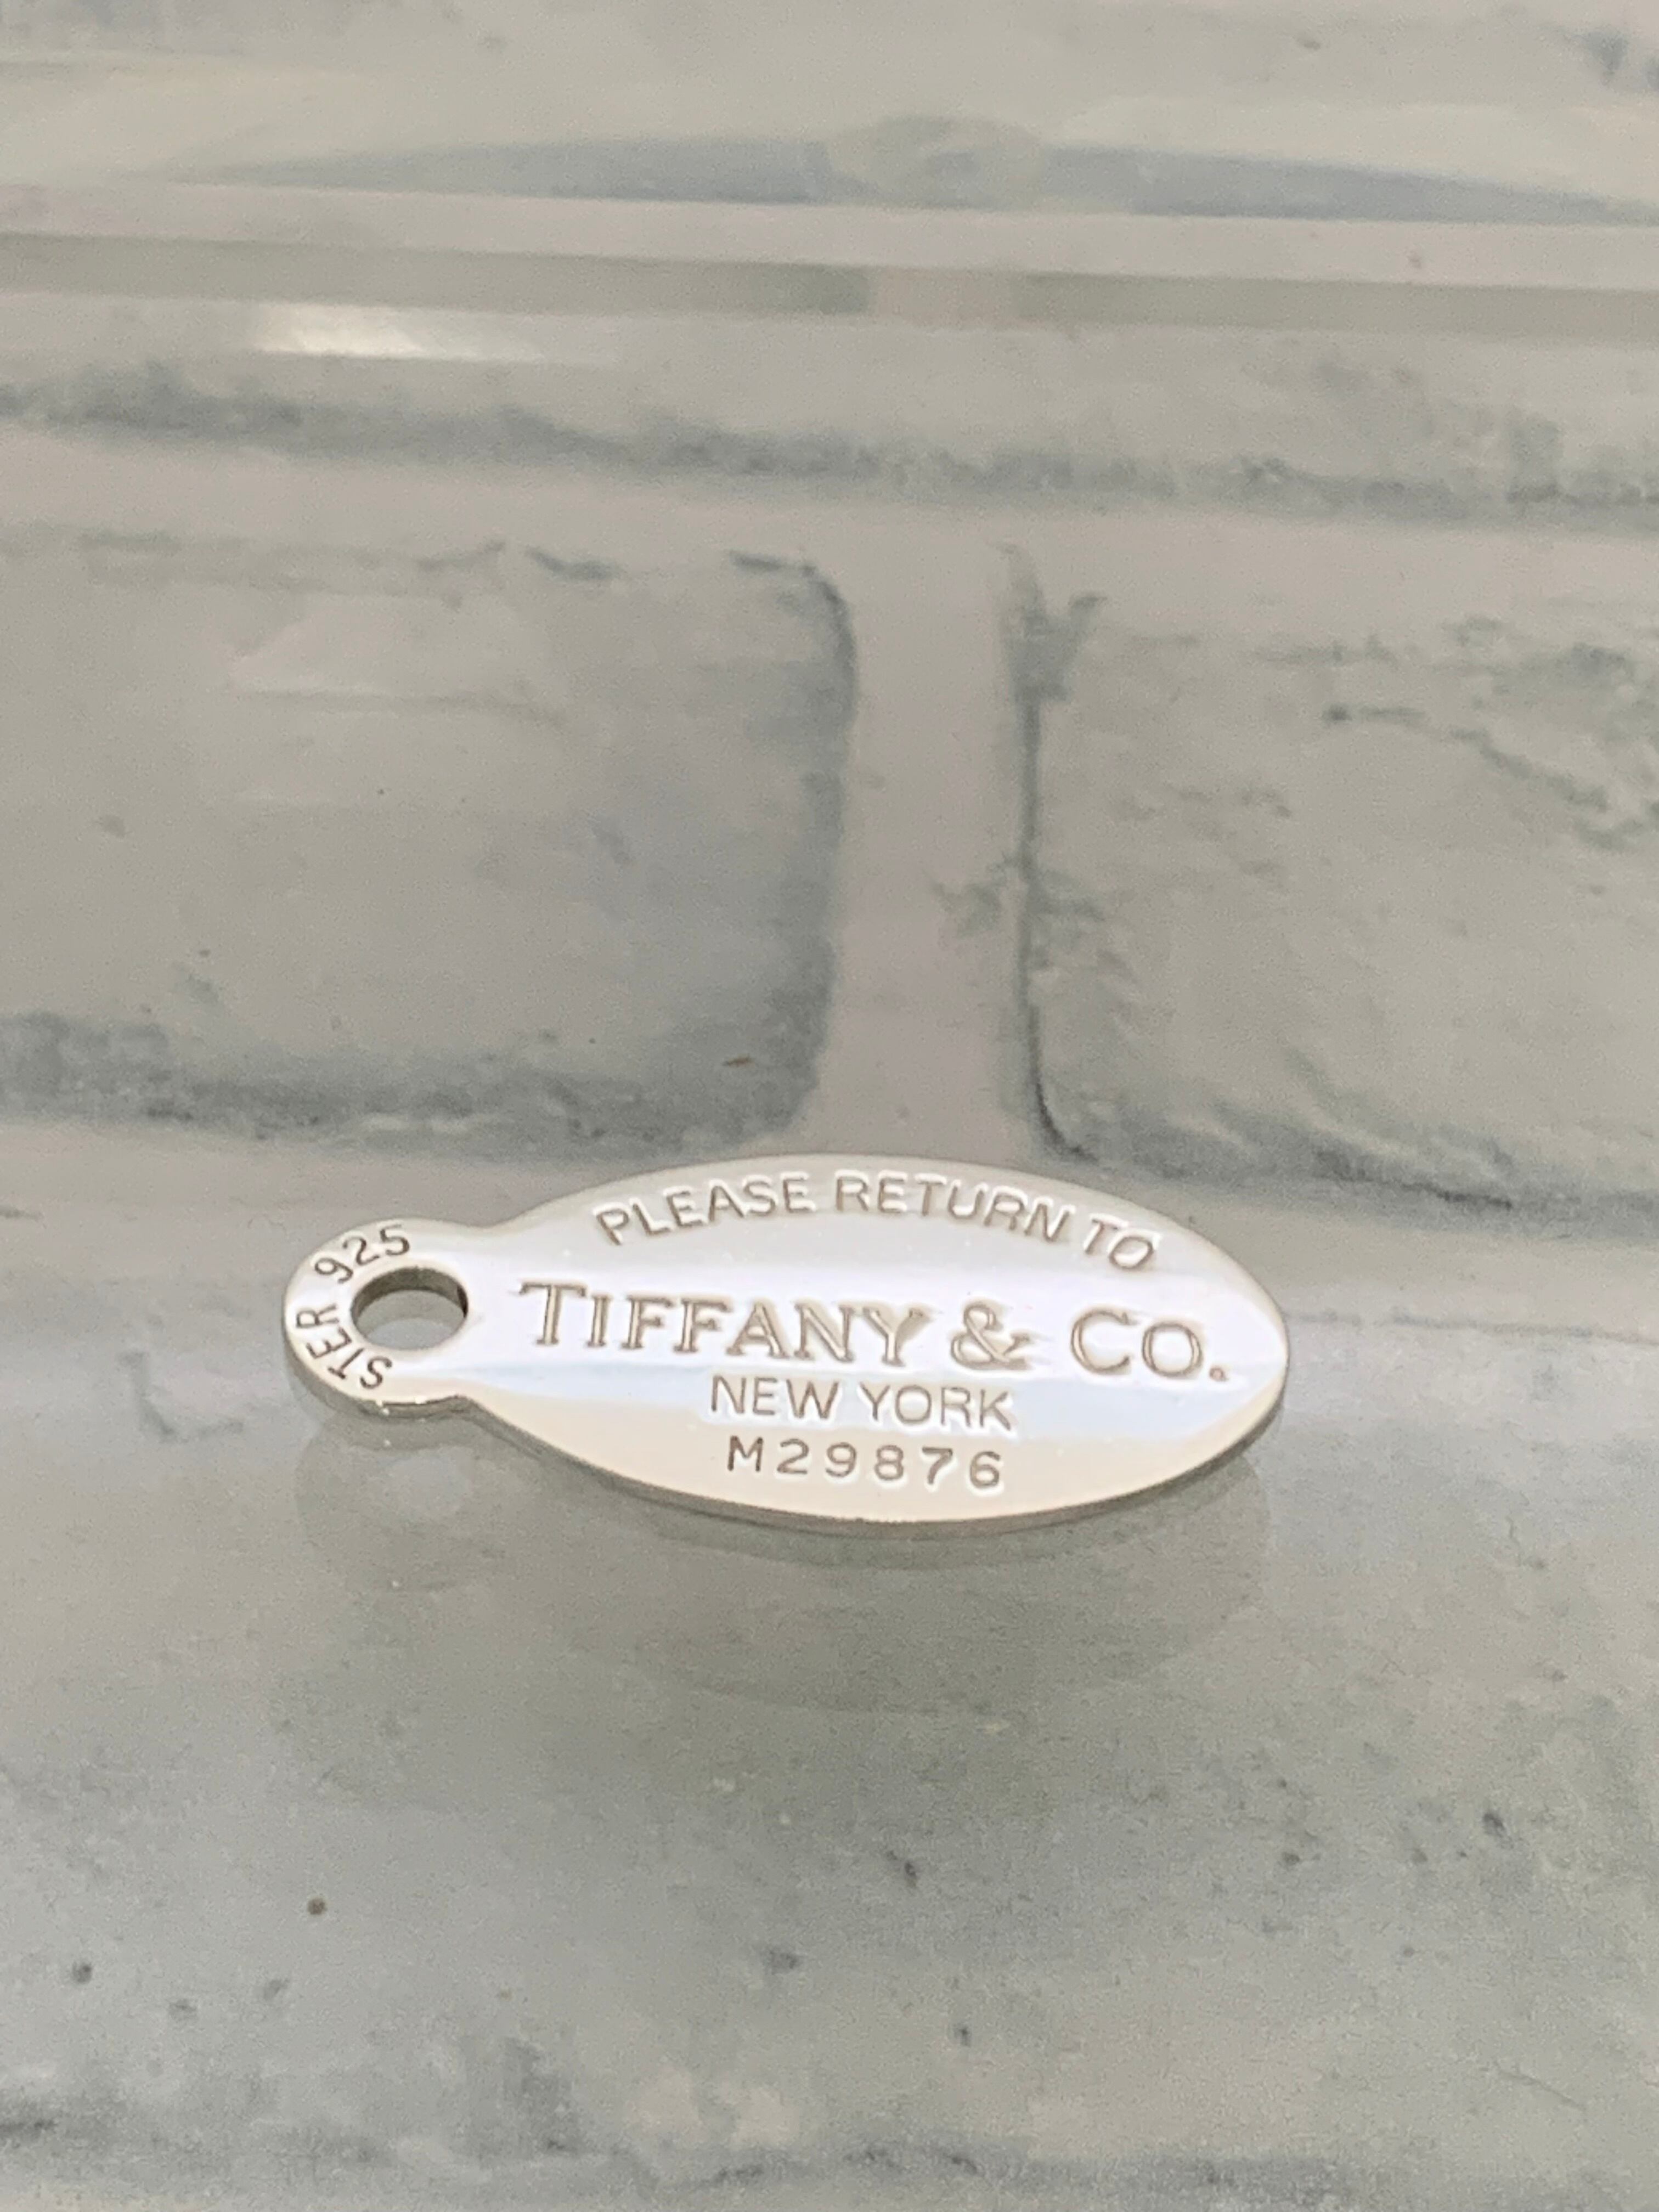 PLEASE RETURN TO
TIFFANY & CO.
NEW YORK
M29876
STER 925